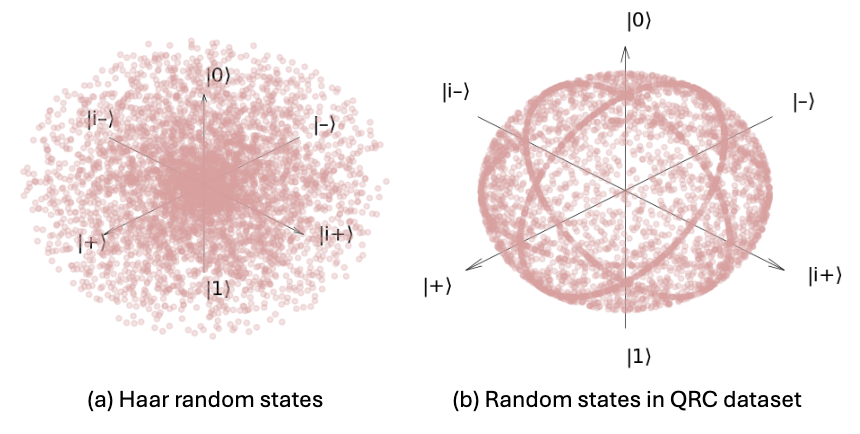 |0⟩
|i–⟩
|–⟩
|+⟩
|i+⟩
|1⟩
(a) Haar random states
|0⟩
|i–⟩
|–⟩
|+⟩
|i+⟩
|1⟩
(b) Random states in QRC dataset